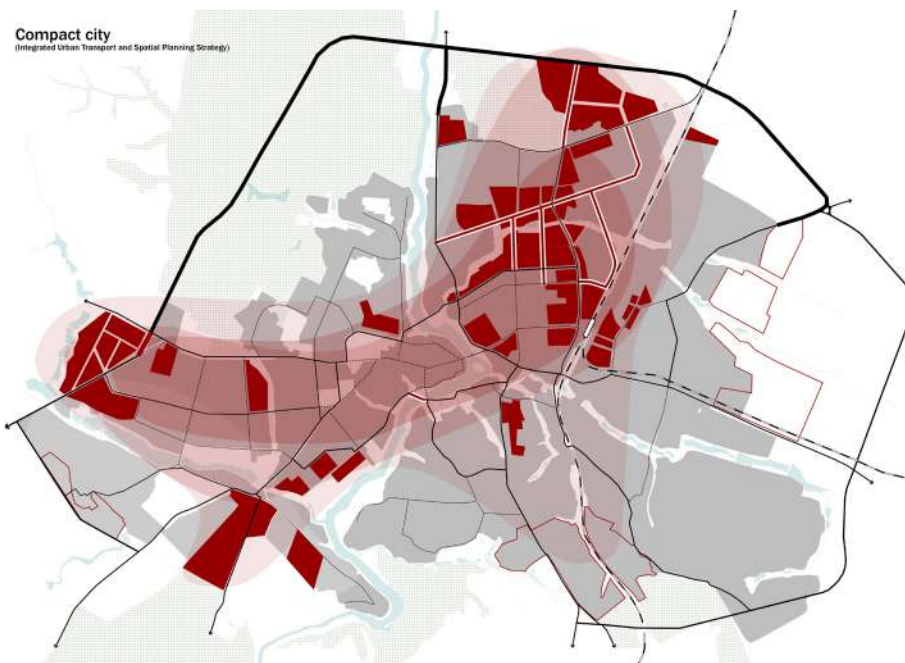 Compact city
(Integrated Urban Transport and Spatial Planning Strategy)